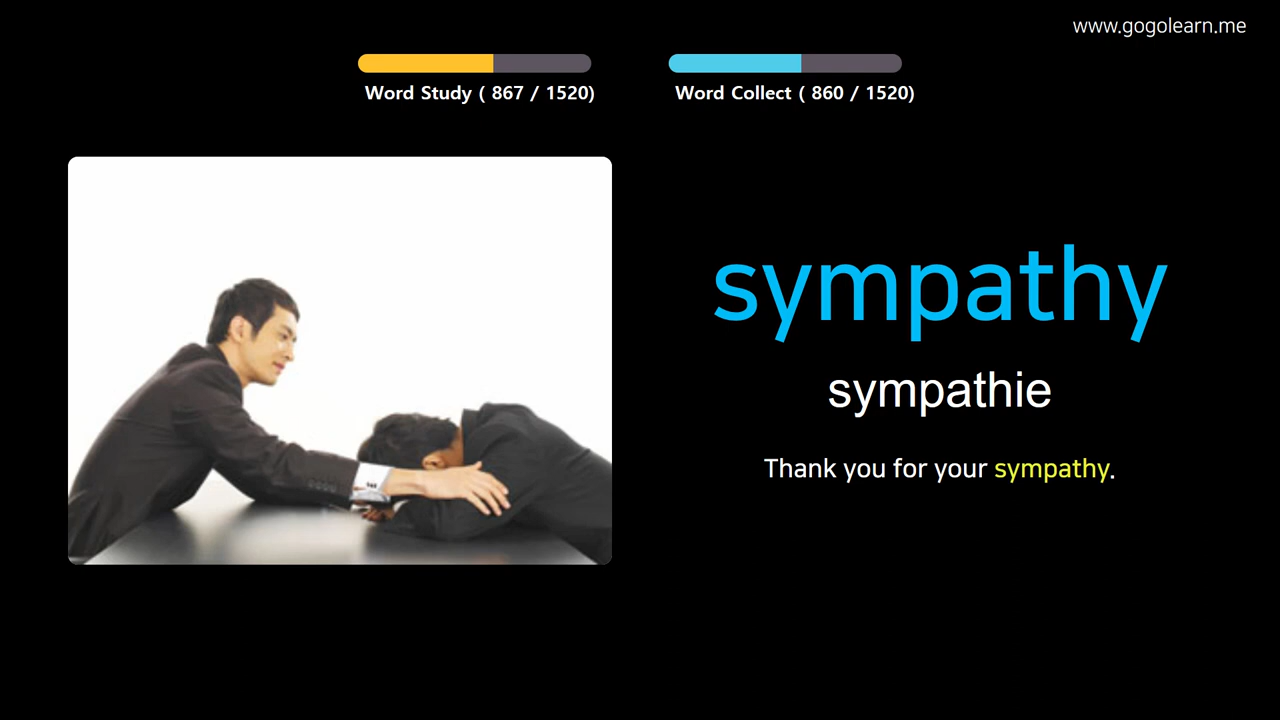 www.gogolearn.me
Word Study ( 867 / 1520)
Word Collect ( 860 / 1520)
sympathy
sympathie
Thank you for your sympathy.